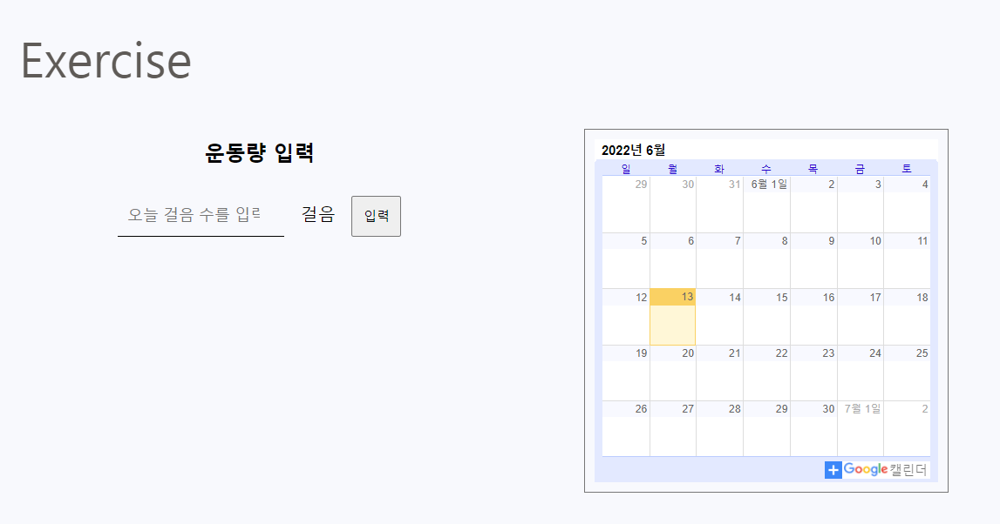 Exercise
운동량 입력
오늘 걸음 수를 입력
걸음
입력
2022년 6월
일 월 화 수 목 금 토
29 30 31 6월 1일 2 3 4
5 6 7 8 9 10 11
12 13 14 15 16 17 18
19 20 21 22 23 24 25
26 27 28 29 30 7월 1일 2
Google 캘린더